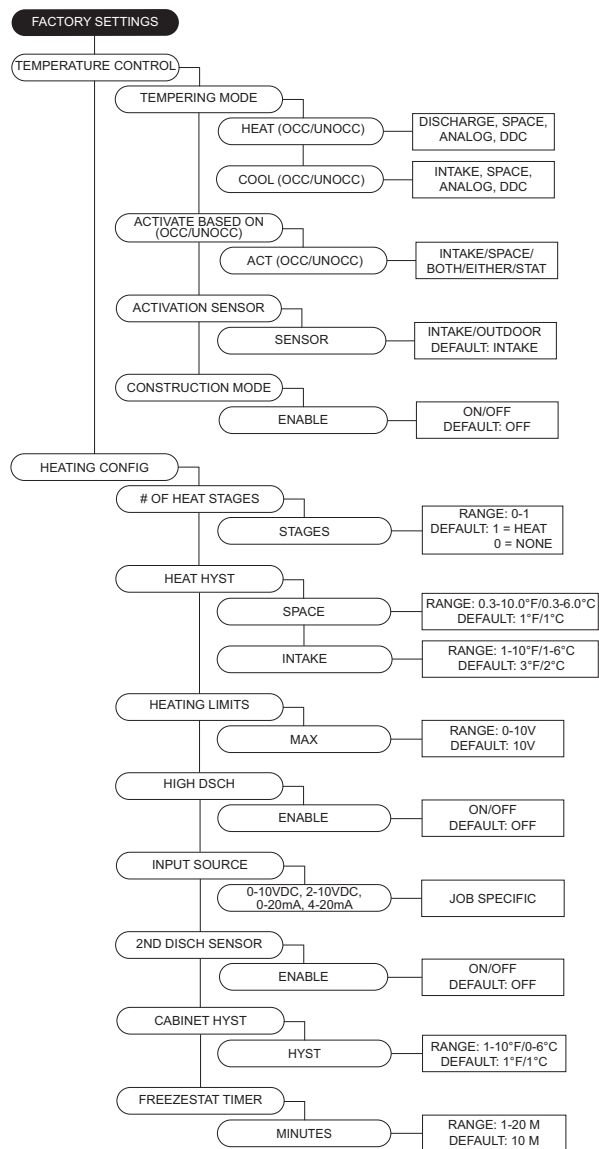 FACTORY SETTINGS
TEMPERATURE CONTROL
TEMPERING MODE
HEAT (OCC/UNOCC)
DISCHARGE, SPACE,
ANALOG, DDC
COOL (OCC/UNOCC)
INTAKE, SPACE,
ANALOG, DDC
ACTIVATE BASED ON
(OCC/UNOCC)
ACT (OCC/UNOCC)
INTAKE/SPACE/
BOTH/EITHER/STAT
ACTIVATION SENSOR
SENSOR
INTAKE/OUTDOOR
DEFAULT: INTAKE
CONSTRUCTION MODE
ENABLE
ON/OFF
DEFAULT: OFF
HEATING CONFIG
# OF HEAT STAGES
STAGES
RANGE: 0-1
DEFAULT: 1 = HEAT
0 = NONE
HEAT HYST
SPACE
RANGE: 0.3-10.0°F/0.3-6.0°C
DEFAULT: 1°F/1°C
INTAKE
RANGE: 1-10°F/1-6°C
DEFAULT: 3°F/2°C
HEATING LIMITS
MAX
RANGE: 0-10V
DEFAULT: 10V
HIGH DSCH
ENABLE
ON/OFF
DEFAULT: OFF
INPUT SOURCE
0-10VDC, 2-10VDC,
0-20mA, 4-20mA
JOB SPECIFIC
2ND DISCH SENSOR
ENABLE
ON/OFF
DEFAULT: OFF
CABINET HYST
HYST
RANGE: 1-10°F/0-6°C
DEFAULT: 1°F/1°C
FREEZESTAT TIMER
MINUTES
RANGE: 1-20 M
DEFAULT: 10 M